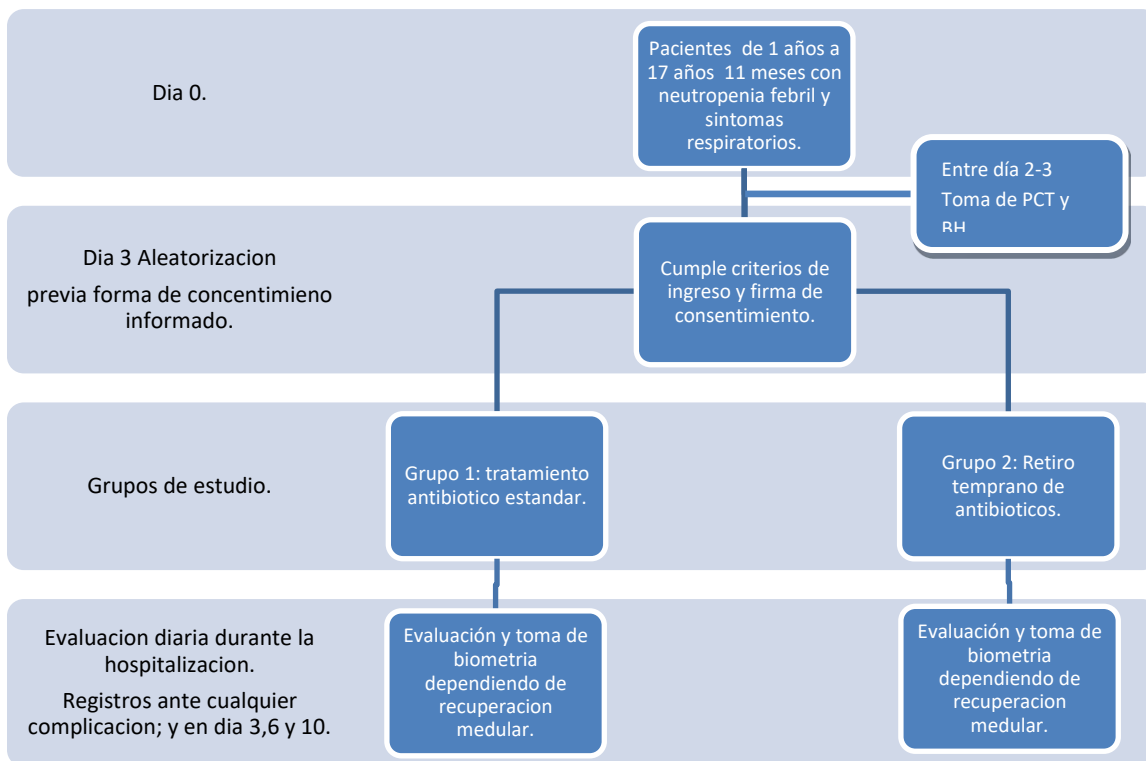 Dia 0.
Pacientes de 1 años a
17 años 11 meses con
neutropenia febril y
sintomas
respiratorios.
Entre día 2-3
Toma de PCT y
BH
Dia 3 Aleatorizacion
previa forma de concentimieno
informado.
Cumple criterios de
ingreso y firma de
consentimiento.
Grupos de estudio.
Grupo 1: tratamiento
antibiotico estandar.
Grupo 2: Retiro
temprano de
antibioticos.
Evaluacion diaria durante la
hospitalizacion.
Registros ante cualquier
complicacion; y en dia 3,6 y 10.
Evaluación y toma de
biometria
dependiendo de
recuperacion
medular.
Evaluación y toma de
biometria
dependiendo de
recuperacion
medular.